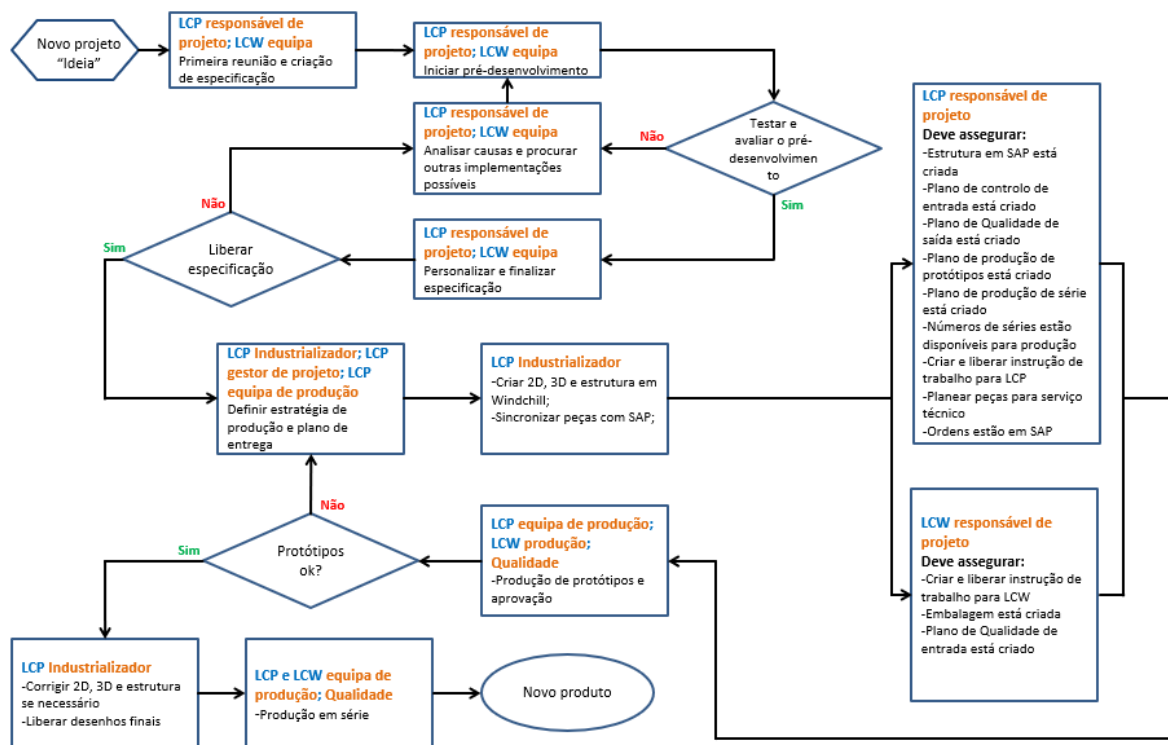 Novo projeto
“Ideia”
LCP responsável de
projeto; LCW equipa
Primeira reunião e criação
de especificação
LCP responsável de
projeto; LCW equipa
Iniciar pré-desenvolvimento
Testar e
avaliar o pré-
desenvolvime
nto
Não
Sim
LCP responsável de
projeto; LCW equipa
Analisar causas e procurar
outras implementações
possíveis
LCP responsável de
projeto; LCW equipa
Personalizar e finalizar
especificação
Liberar
especificação
Não
Sim
LCP Industrializador; LCP
gestor de projeto; LCP
equipa de produção
Definir estratégia de
produção e plano de
entrega
LCP Industrializador
-Criar 2D, 3D e estrutura em
Windchill;
-Sincronizar peças com SAP;
LCP responsável de
projeto
Deve assegurar:
-Estrutura em SAP está
criada
-Plano de controlo de
entrada está criado
-Plano de Qualidade de
saída está criado
-Plano de produção de
protótipos está criado
-Plano de produção de série
está criado
-Números de séries estão
disponíveis para produção
-Criar e liberar instrução de
trabalho para LCP
-Planear peças para serviço
técnico
-Ordens estão em SAP
LCW responsável de
projeto
Deve assegurar:
-Criar e liberar instrução de
trabalho para LCW
-Embalagem está criada
-Plano de Qualidade de
entrada está criado
LCP equipa de produção;
LCW produção;
Qualidade
-Produção de protótipos e
aprovação
Protótipos
ok?
Não
Sim
LCP Industrializador
-Corrigir 2D, 3D e estrutura
se necessário
-Liberar desenhos finais
LCP e LCW equipa de
produção; Qualidade
-Produção em série
Novo produto